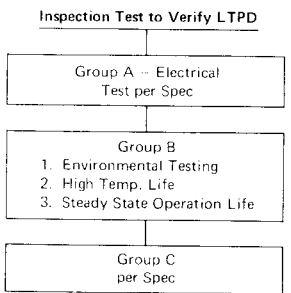 Inspection Test to Verify LTPD
Group A – Electrical
Test per Spec
Group B
1. Environmental Testing
2. High Temp. Life
3. Steady State Operation Life
Group C
per Spec